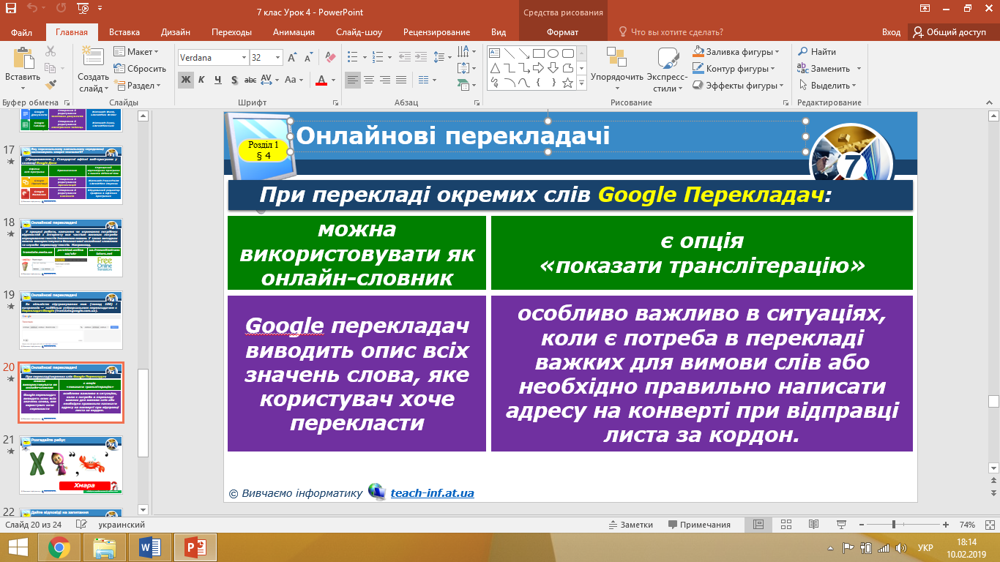 7 клас Урок 4 - PowerPoint
Средства рисования
Файл Главная Вставка Дизайн Переходы Анимация Слайд-шоу Рецензирование Вид Формат Что вы хотите сделать? Вход Общий доступ
Вставить
Создать слайд
Макет
Сбросить
Раздел
Verdana 32
Ж К Ч S abc AV Aa А
Упорядочить Экспресс-стили
Заливка фигуры
Контур фигуры
Эффекты фигуры
Найти
Заменить
Выделить
Буфер обмена Слайды Шрифт Абзац Рисование Редактирование
17
18
Онлайнові перекладачі
19
Онлайнові перекладачі
20
Онлайнові перекладачі
21
Розгадайте ребус
Х
Хмара
22
Дайте відповіді на запитання
Розділ 1
§ 4
Онлайнові перекладачі
7
При перекладі окремих слів Google Перекладач:
можна
використовувати як
онлайн-словник
є опція
«показати транслітерацію»
Google перекладач
виводить опис всіх
значень слова, яке
користувач хоче
перекласти
особливо важливо в ситуаціях,
коли є потреба в перекладі
важких для вимови слів або
необхідно правильно написати
адресу на конверті при відправці
листа за кордон.
© Вивчаємо інформатику teach-inf.at.ua
Слайд 20 из 24 украинский Заметки Примечания 74%
УКР
18:14
10.02.2019